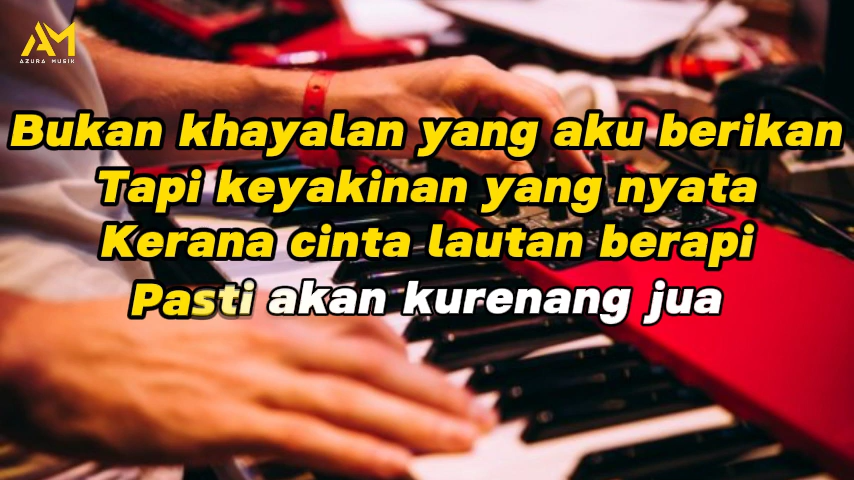 AM
AZURA MUSIK
Bukan khayalan yang aku berikan
Tapi keyakinan yang nyata
Kerana cinta lautan berapi
Pasti akan kurenang jua